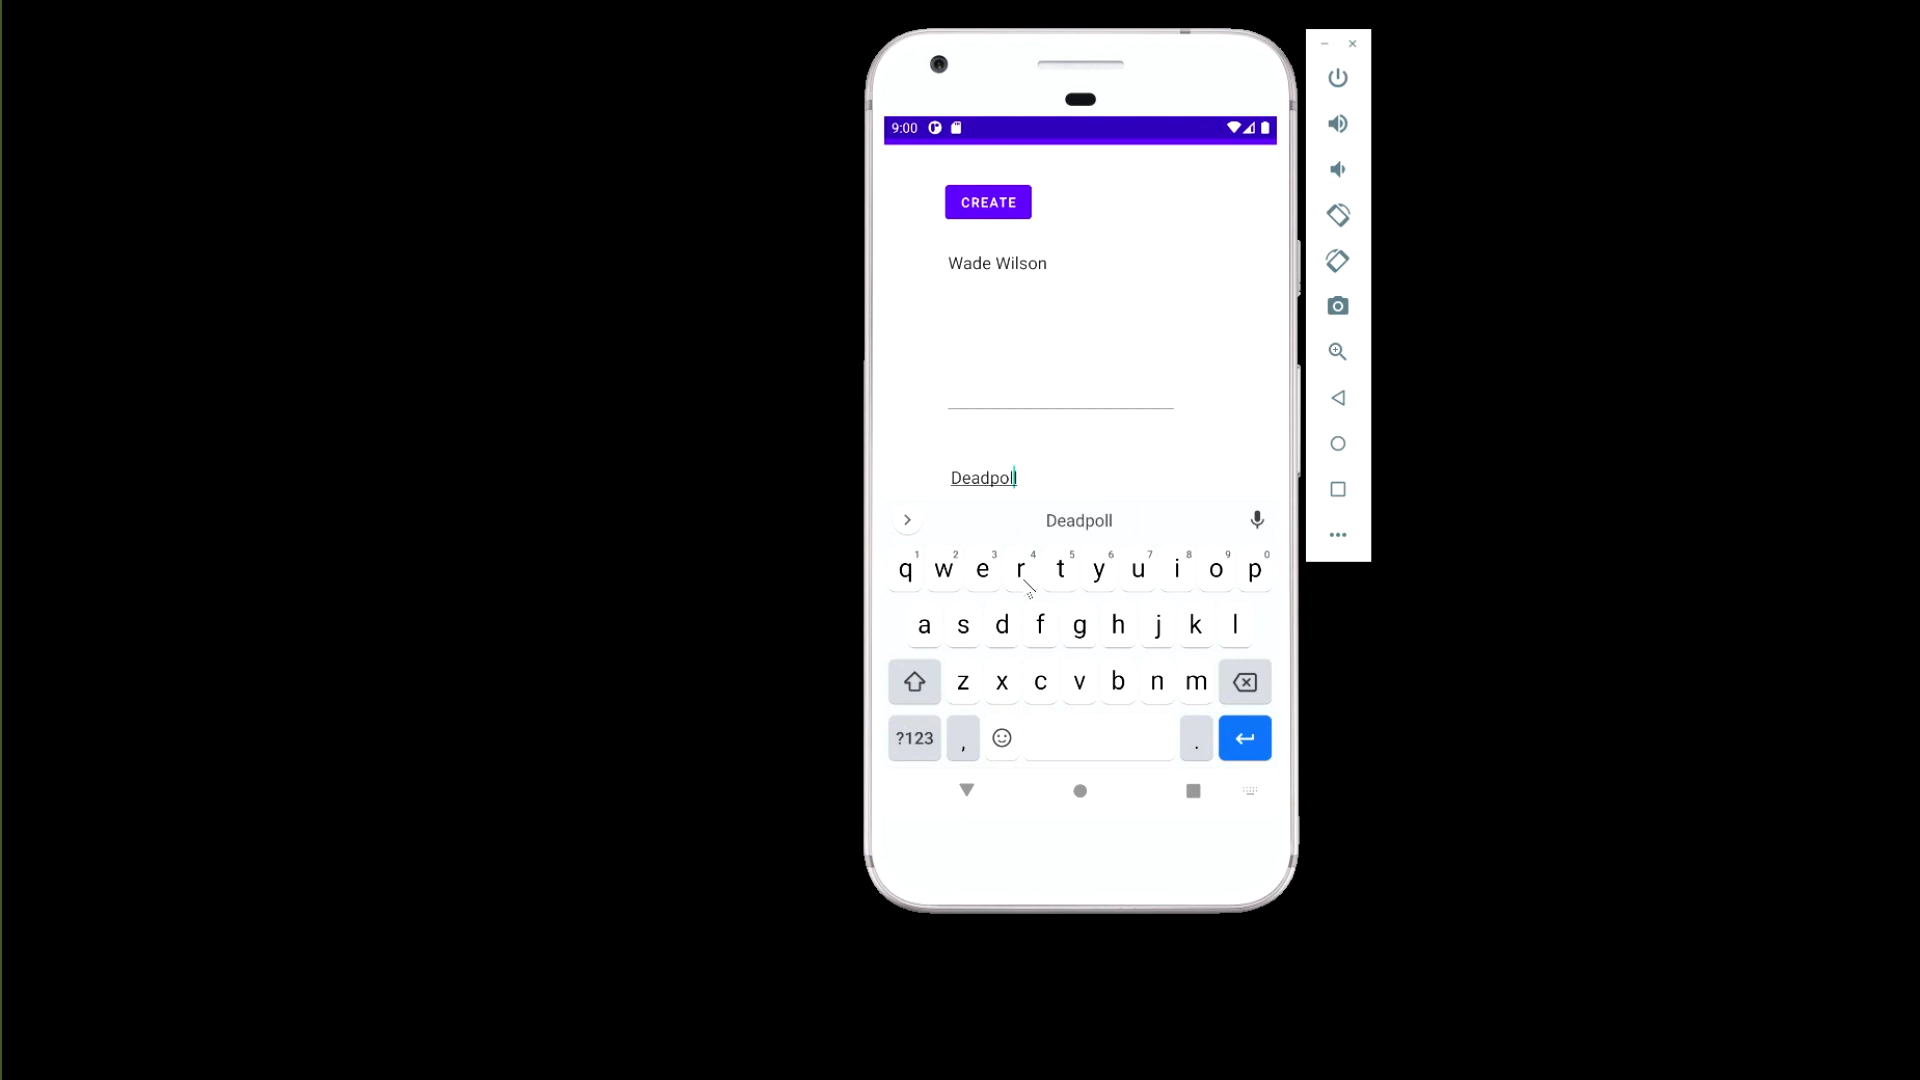 9:00
CREATE
Wade Wilson
Deadpoll
Deadpoll
1 2 3 4 5 6 7 8 9 0
q w e r t y u i o p
a s d f g h j k l
z x c v b n m
?123 , .